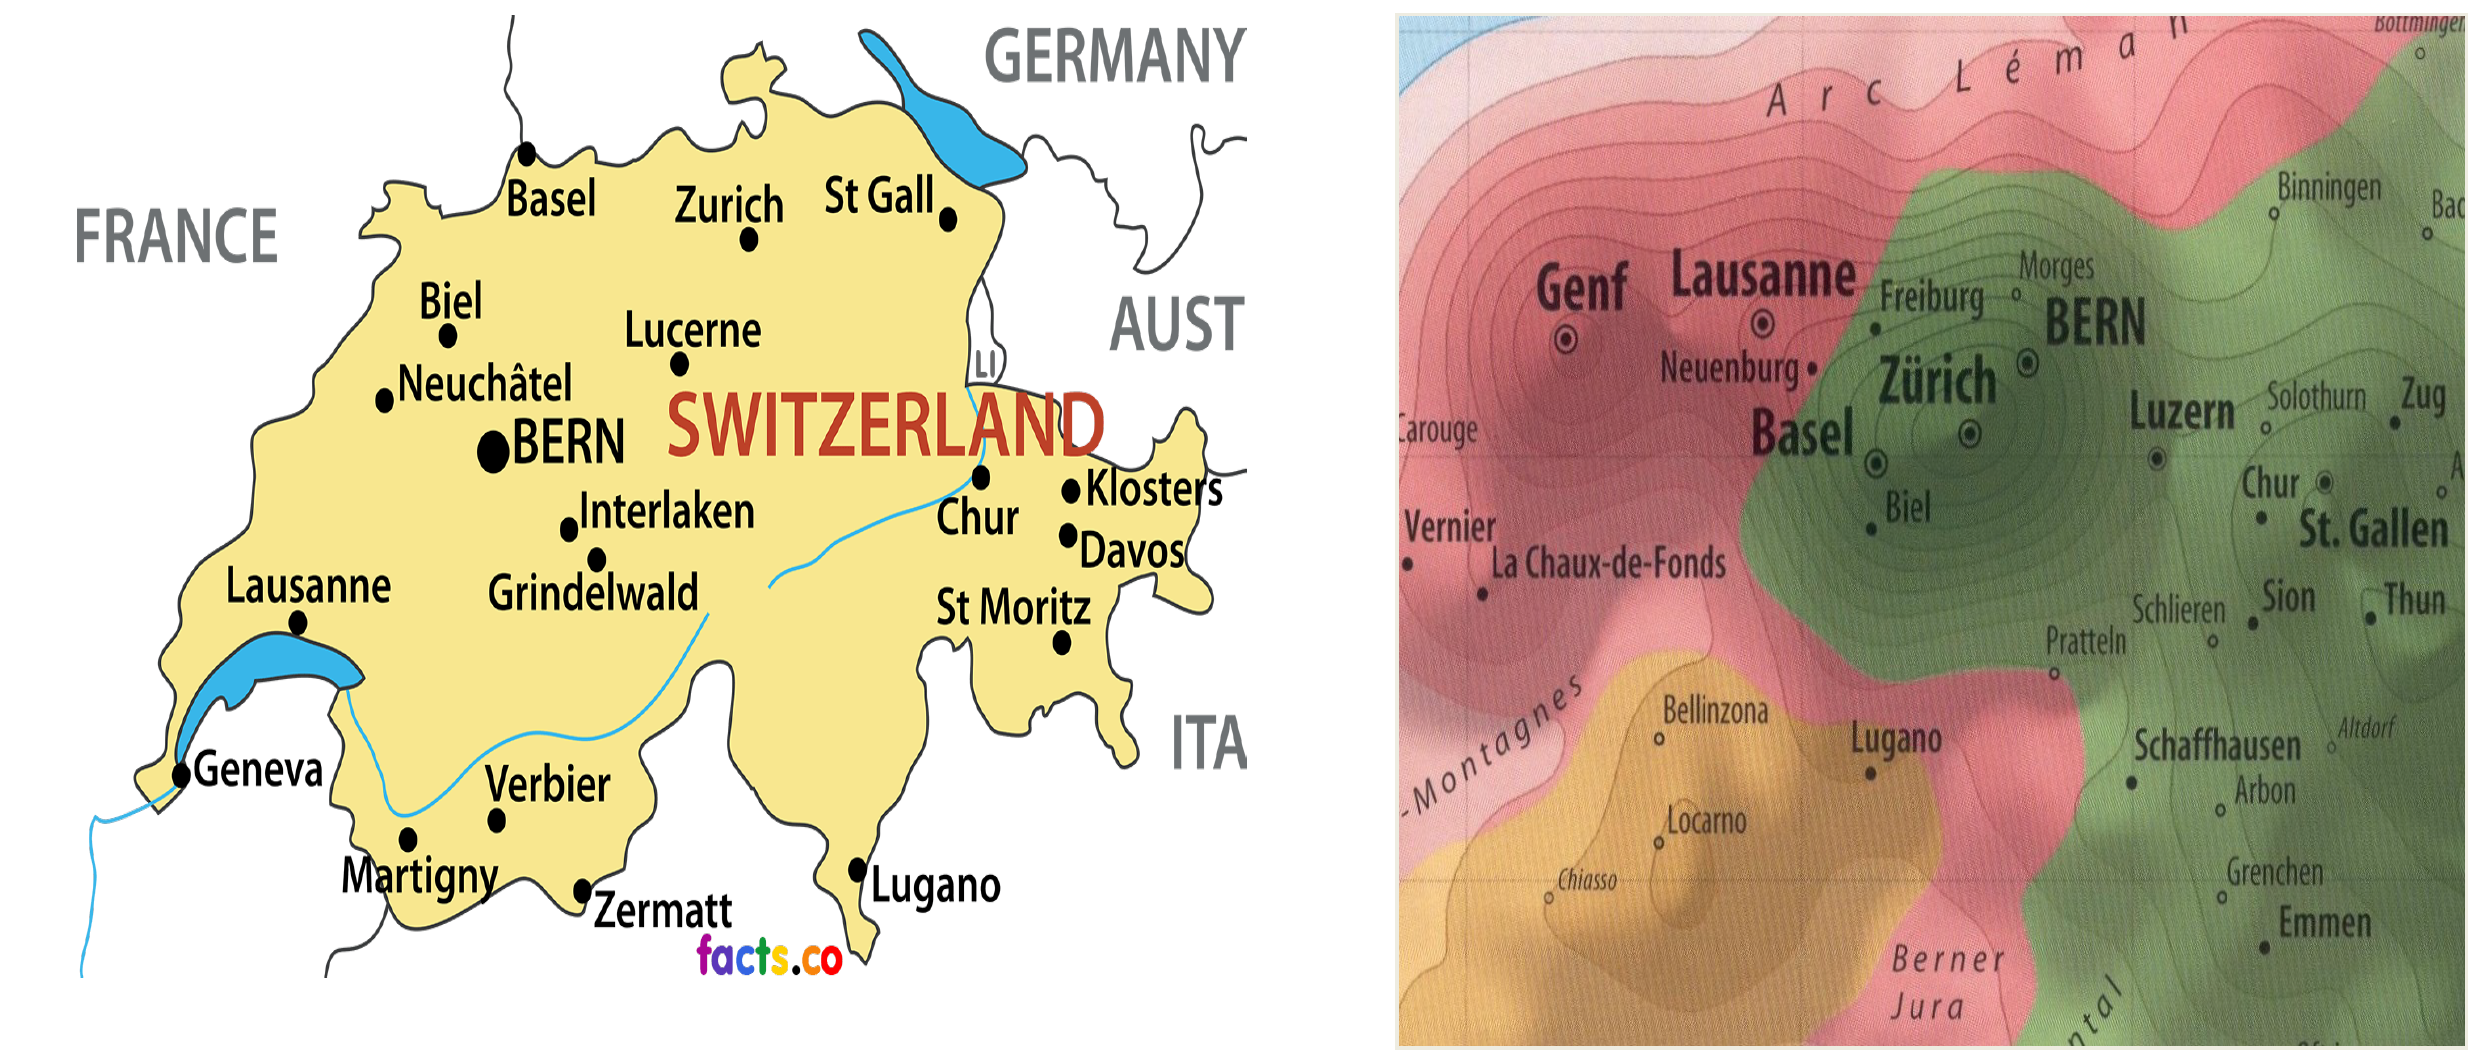 GERMANY
FRANCE
Basel
Zurich
St Gall
Biel
Lucerne
AUST
LI
Neuchâtel
SWITZERLAND
BERN
Klosters
Interlaken
Chur
Davos
Grindelwald
Lausanne
St Moritz
ITA
Geneva
Verbier
Martigny
Zermatt
Lugano
facts.co
Bottmingen
Arc Léman
Binningen
Bad
Genf
Lausanne
Freiburg
Morges
BERN
Neuenburg
Zürich
Basel
Luzern
Solothurn
Zug
Carouge
Biel
Chur
A
St. Gallen
Vernier
La Chaux-de-Fonds
Schlieren
Sion
Thun
Pratteln
-Montagnes
Bellinzona
Lugano
Schaffhausen
Altdorf
Arbon
Locarno
Chiasso
Grenchen
Emmen
Berner
Jura
ntal